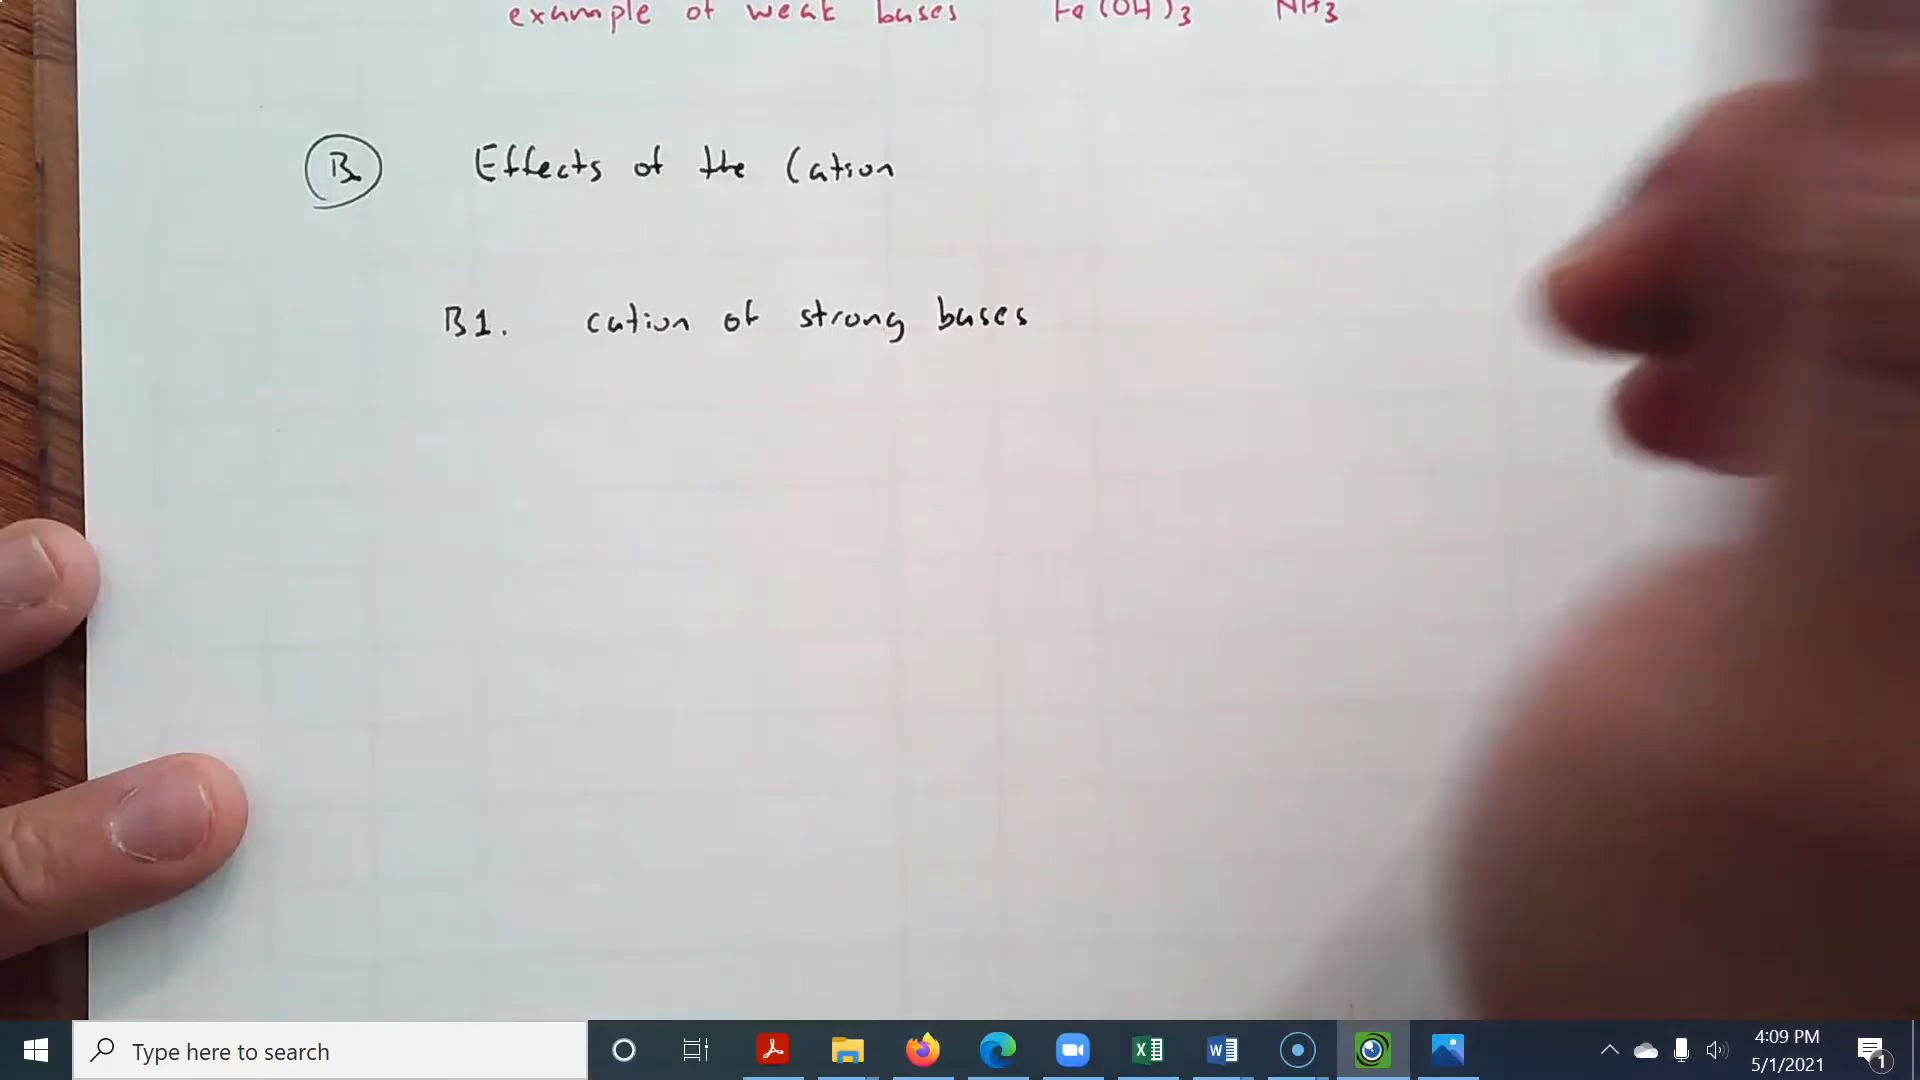 example of weak bases Fe(OH)3 NH3
B Effects of the Cation
B1. cation of strong bases
Type here to search
4:09 PM
5/1/2021
1